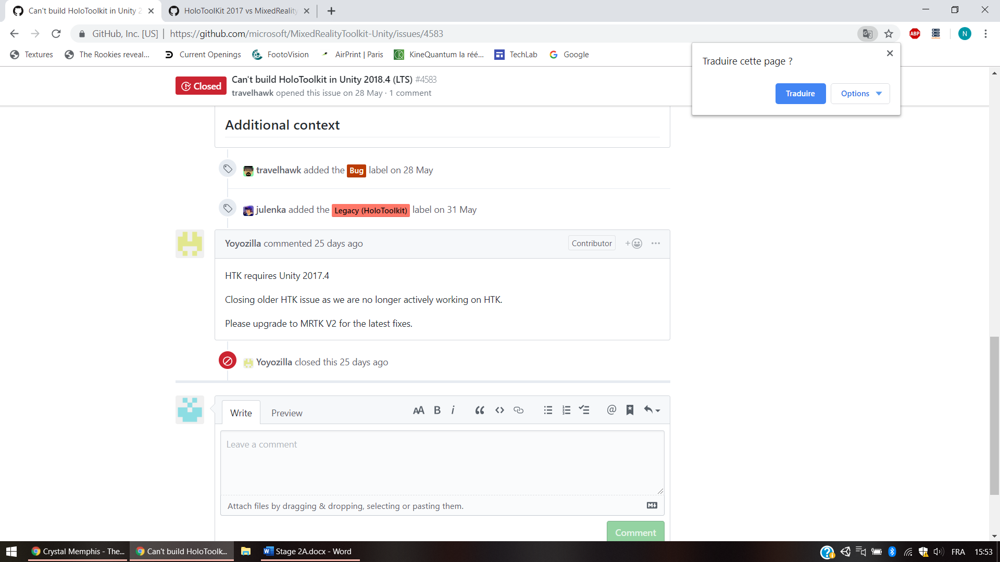 Can't build HoloToolkit in Unity 2
HoloToolKit 2017 vs MixedReality
GitHub, Inc. [US] | https://github.com/microsoft/MixedRealityToolkit-Unity/issues/4583
ABP
N
Textures
The Rookies reveal...
Current Openings
FootoVision
AirPrint | Paris
KineQuantum la réé...
TechLab
Google
Traduire cette page ?
Traduire
Options
Closed
Can't build HoloToolkit in Unity 2018.4 (LTS) #4583
travelhawk opened this issue on 28 May · 1 comment
Additional context
travelhawk added the Bug label on 28 May
julenka added the Legacy (HoloToolkit) label on 31 May
Yoyozilla commented 25 days ago
Contributor
HTK requires Unity 2017.4
Closing older HTK issue as we are no longer actively working on HTK.
Please upgrade to MRTK V2 for the latest fixes.
Yoyozilla closed this 25 days ago
Write
Preview
AA B i
Leave a comment
Attach files by dragging & dropping, selecting or pasting them.
Comment
Crystal Memphis - The...
Can't build HoloToolk...
Stage 2A.docx - Word
FRA
15:53